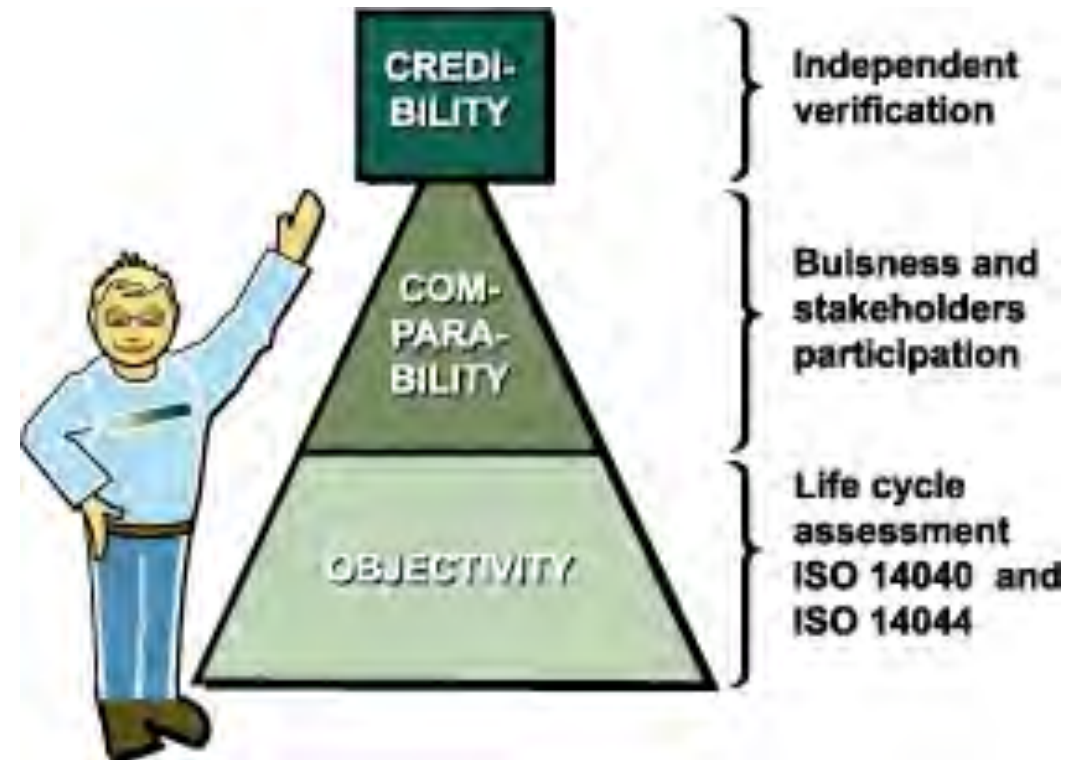 CREDI-
BILITY
Independent
verification
COM-
PARA-
BILITY
Buisness and
stakeholders
participation
OBJECTIVITY
Life cycle
assessment
ISO 14040 and
ISO 14044